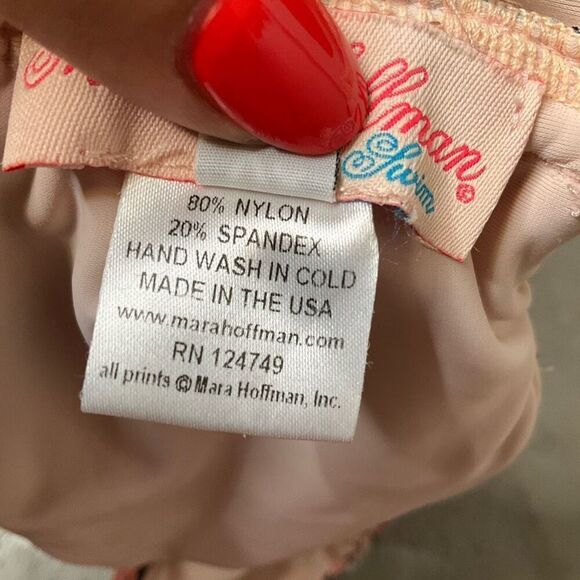 Hoffman
Swim
80% NYLON
20% SPANDEX
HAND WASH IN COLD
MADE IN THE USA
www.marahoffman.com
RN 124749
all prints © Mara Hoffman, Inc.